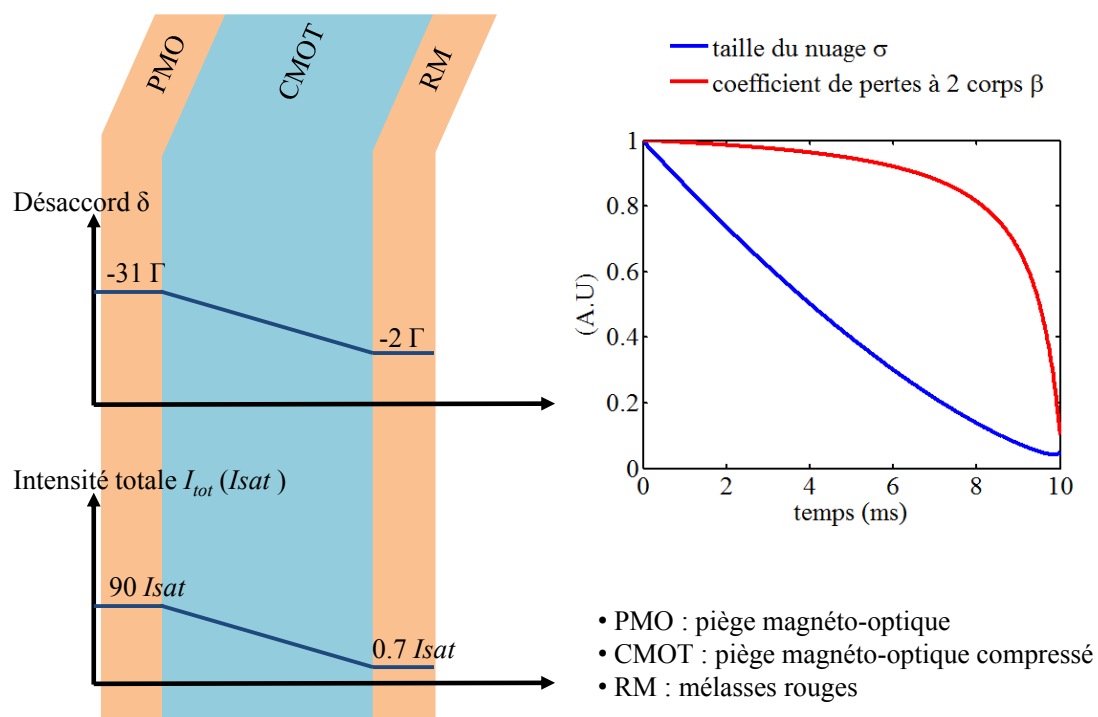 PMO
CMOT
RM
Désaccord δ
-31 Γ
-2 Γ
Intensité totale Itot (Isat )
90 Isat
0.7 Isat
taille du nuage σ
coefficient de pertes à 2 corps β
1
0.8
0.6
0.4
0.2
0
(A.U)
0 2 4 6 8 10
temps (ms)
• PMO : piège magnéto-optique
• CMOT : piège magnéto-optique compressé
• RM : mélasses rouges